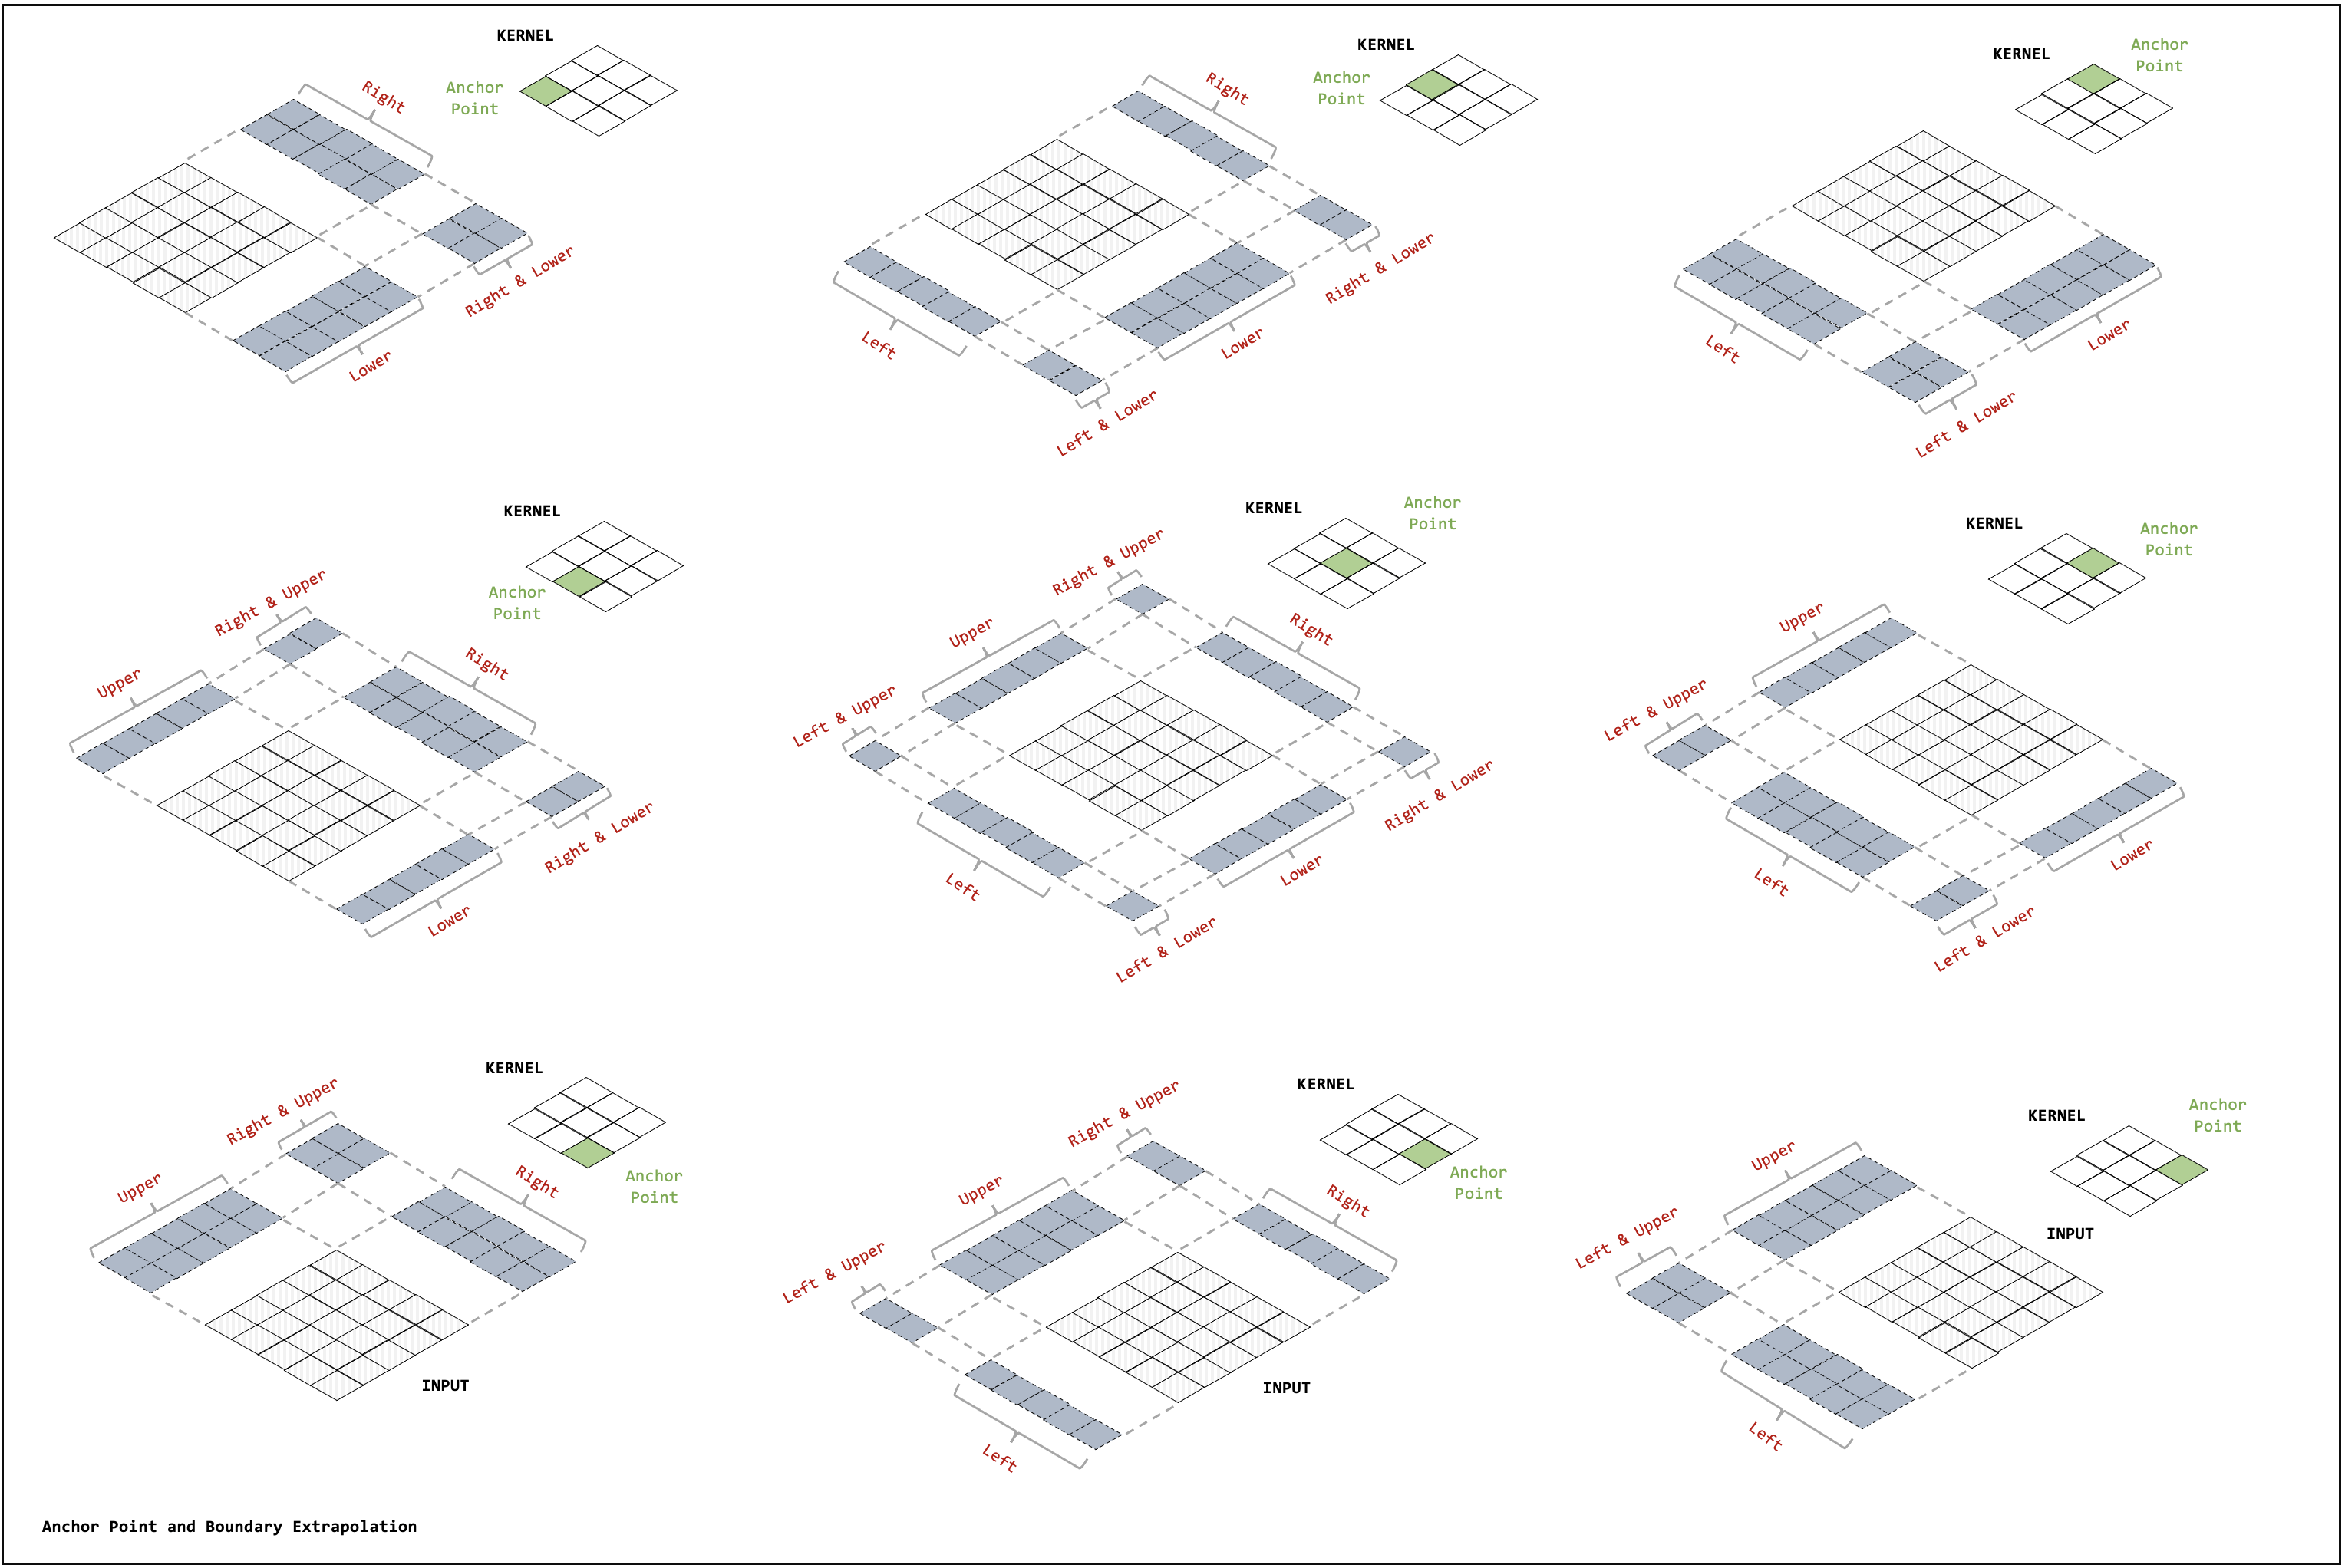 KERNEL
Anchor
Point
Right
Right & Lower
Lower
KERNEL
Anchor
Point
Right
Right & Lower
Left
Lower
Left & Lower
KERNEL
Anchor
Point
Left
Lower
Left & Lower
KERNEL
Anchor
Point
Right & Upper
Upper
Right
Right & Lower
Lower
KERNEL
Anchor
Point
Right & Upper
Upper
Right
Left & Upper
Right & Lower
Left
Lower
Left & Lower
KERNEL
Anchor
Point
Upper
Left & Upper
Left
Lower
Left & Lower
KERNEL
Anchor
Point
Right & Upper
Upper
Right
INPUT
KERNEL
Anchor
Point
Right & Upper
Upper
Right
Left & Upper
INPUT
Left
KERNEL
Anchor
Point
Upper
INPUT
Left & Upper
Left
Anchor Point and Boundary Extrapolation